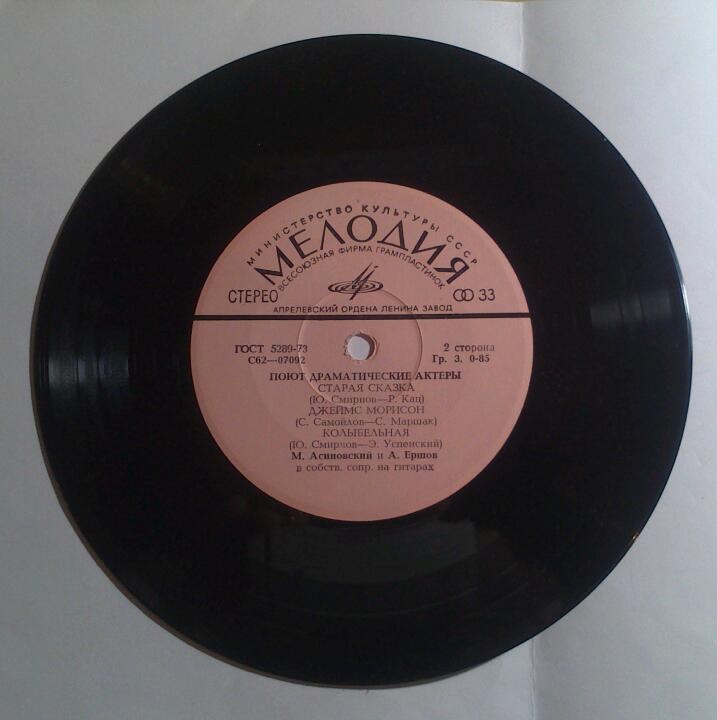 МИНИСТЕРСТВО КУЛЬТУРЫ СССР
МЕЛОДИЯ
ВСЕСОЮЗНАЯ ФИРМА ГРАМПЛАСТИНОК
СТЕРЕО 33
АПРЕЛЕВСКИЙ ОРДЕНА ЛЕНИНА ЗАВОД
ГОСТ 5289-73 2 сторона
С62—07092 Гр. 3. 0-85
ПОЮТ ДРАМАТИЧЕСКИЕ АКТЕРЫ
СТАРАЯ СКАЗКА
(Ю. Смирнов—Р. Кац)
ДЖЕЙМС МОРИСОН
(С. Самойлов—С. Маршак)
КОЛЫБЕЛЬНАЯ
(Ю. Смирнов—Э. Успенский)
М. Асиновский и А. Ершов
в собств. сопр. на гитарах